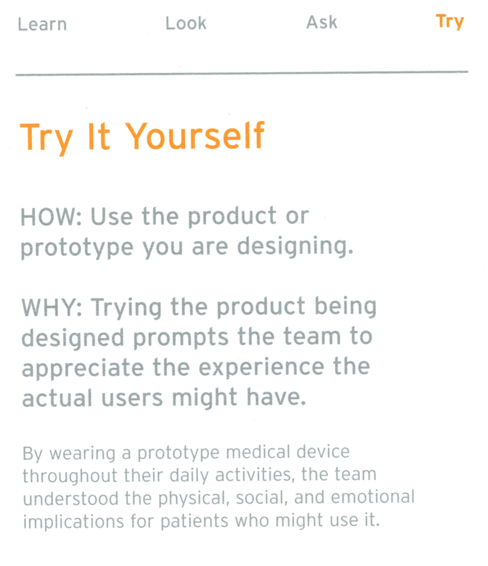 Learn Look Ask Try
Try It Yourself
HOW: Use the product or
prototype you are designing.
WHY: Trying the product being
designed prompts the team to
appreciate the experience the
actual users might have.
By wearing a prototype medical device
throughout their daily activities, the team
understood the physical, social, and emotional
implications for patients who might use it.